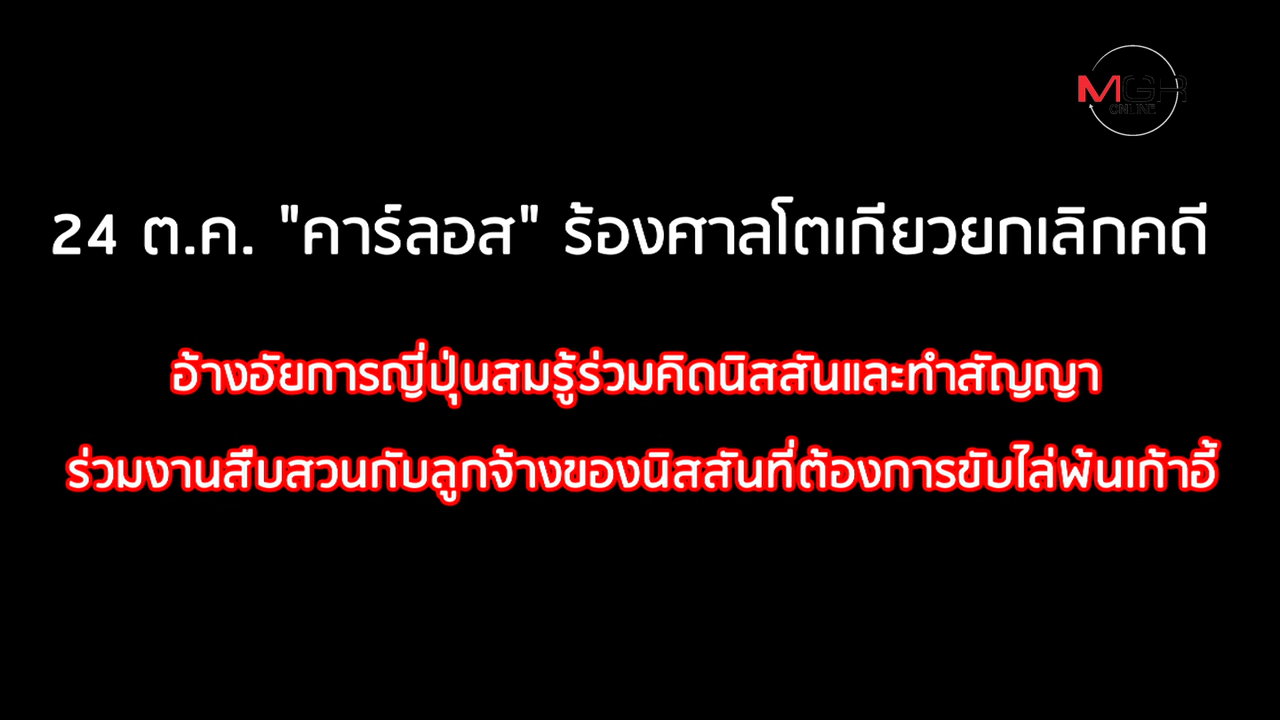 MGR
ONLINE
24 ต.ค. "คาร์ลอส" ร้องศาลโตเกียวยกเลิกคดี
อ้างอัยการญี่ปุ่นสมรู้ร่วมคิดนิสสันและทำสัญญา
ร่วมงานสืบสวนกับลูกจ้างของนิสสันที่ต้องการขับไล่พ้นเก้าอี้